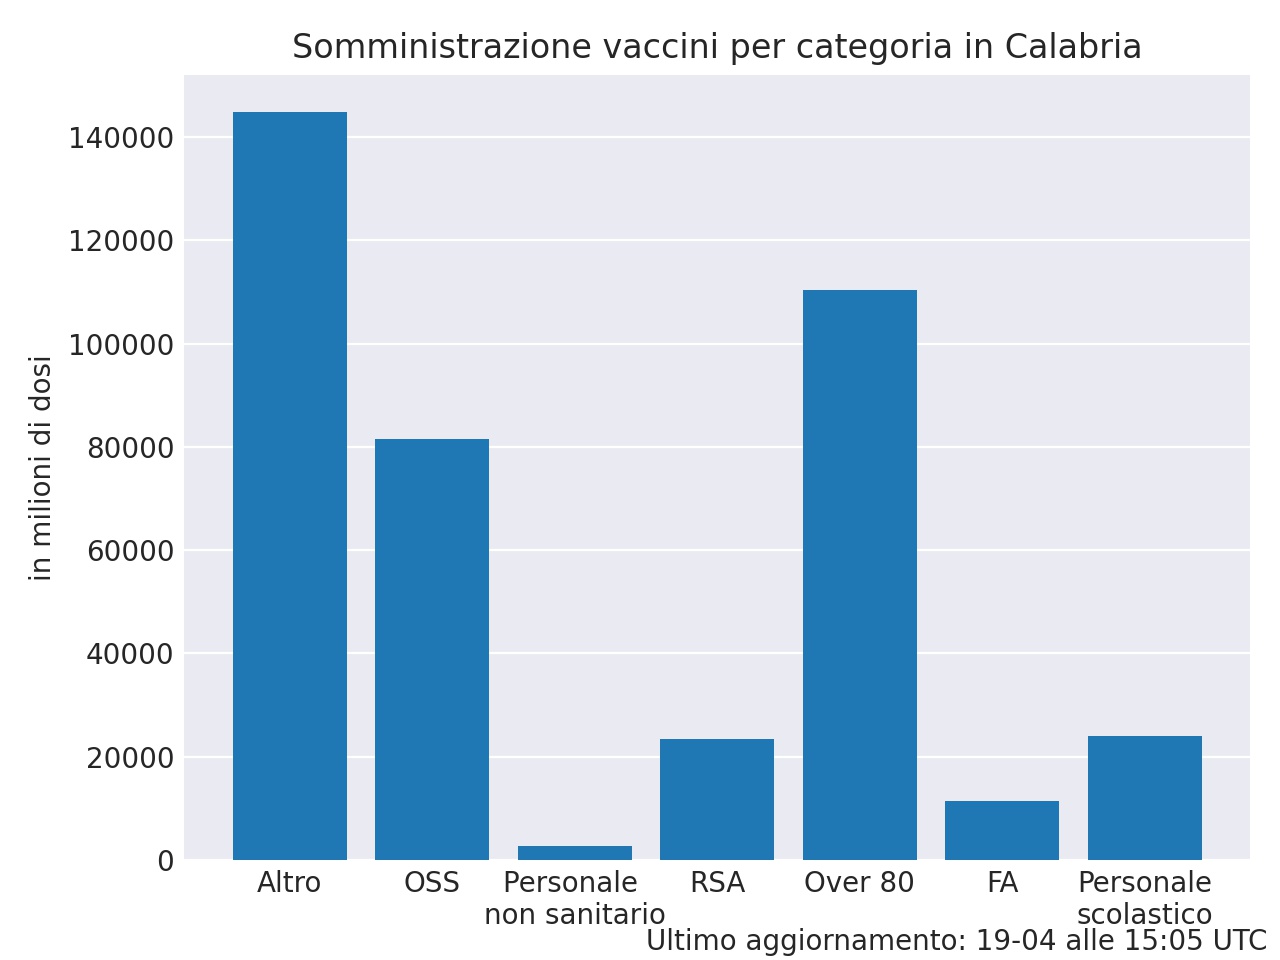 Somministrazione vaccini per categoria in Calabria
in milioni di dosi
140000
120000
100000
80000
60000
40000
20000
0
Altro
OSS
Personale
non sanitario
RSA
Over 80
FA
Personale
scolastico
Ultimo aggiornamento: 19-04 alle 15:05 UTC